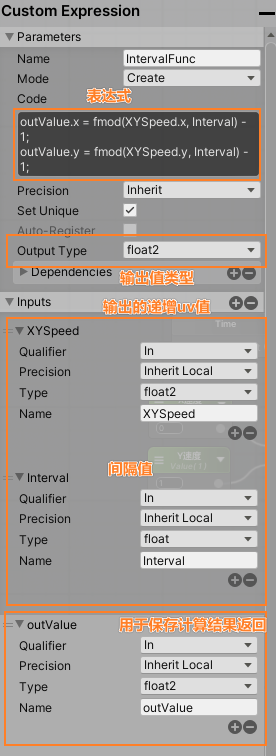 Custom Expression
Parameters
Name IntervalFunc
Mode Create
Code 表达式
outValue.x = fmod(XYSpeed.x, Interval) -
1;
outValue.y = fmod(XYSpeed.y, Interval) -
1;
Precision Inherit
Set Unique
Auto-Register
Output Type float2
Dependencies 输出值类型
Inputs 输出的递增uv值
Time
XYSpeed
Qualifier In
Precision Inherit Local
Type float2
Name XYSpeed
Y速度
Interval 间隔值
Qualifier In
Precision Inherit Local
Type float
Name Interval
outValue 用于保存计算结果返回
Qualifier In
Precision Inherit Local
Type float2
Name outValue